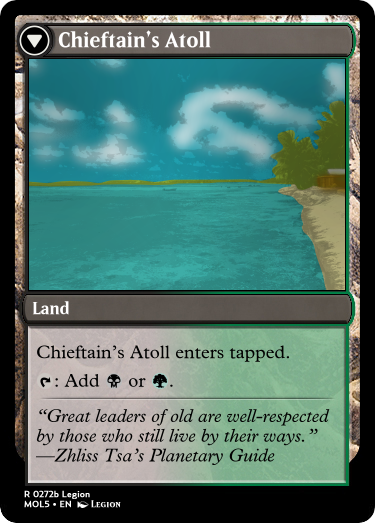 Chieftain's Atoll
Land
Chieftain's Atoll enters tapped.
: Add or .
“Great leaders of old are well-respected
by those who still live by their ways.”
—Zhliss Tsa's Planetary Guide
R 0272b Legion
MOL5 • EN Legion